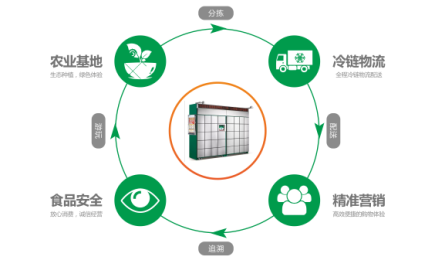 分拣
农业基地
生态种植，绿色体验
冷链物流
全程冷链物流配送
游玩
配送
食品安全
放心消费，诚信经营
精准营销
高效便捷的购物体验
追溯